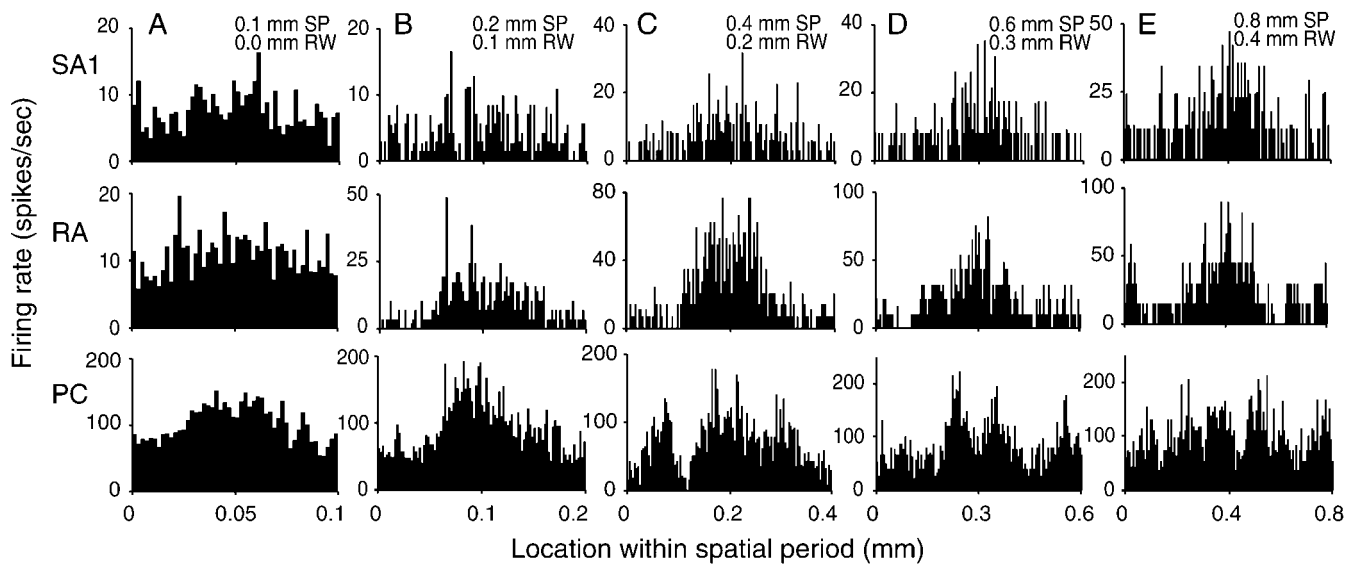 A
0.1 mm SP
0.0 mm RW
B
0.2 mm SP
0.1 mm RW
C
0.4 mm SP
0.2 mm RW
D
0.6 mm SP
0.3 mm RW
E
0.8 mm SP
0.4 mm RW
SA1
20
10
0
20
10
0
40
20
0
40
20
0
50
25
0
RA
20
10
0
50
25
0
80
40
0
100
50
0
100
50
0
PC
200
100
0
200
100
0
200
100
0
200
100
0
200
100
0
0 0.05 0.1
0 0.1 0.2
0 0.2 0.4
0 0.3 0.6
0 0.4 0.8
Firing rate (spikes/sec)
Location within spatial period (mm)